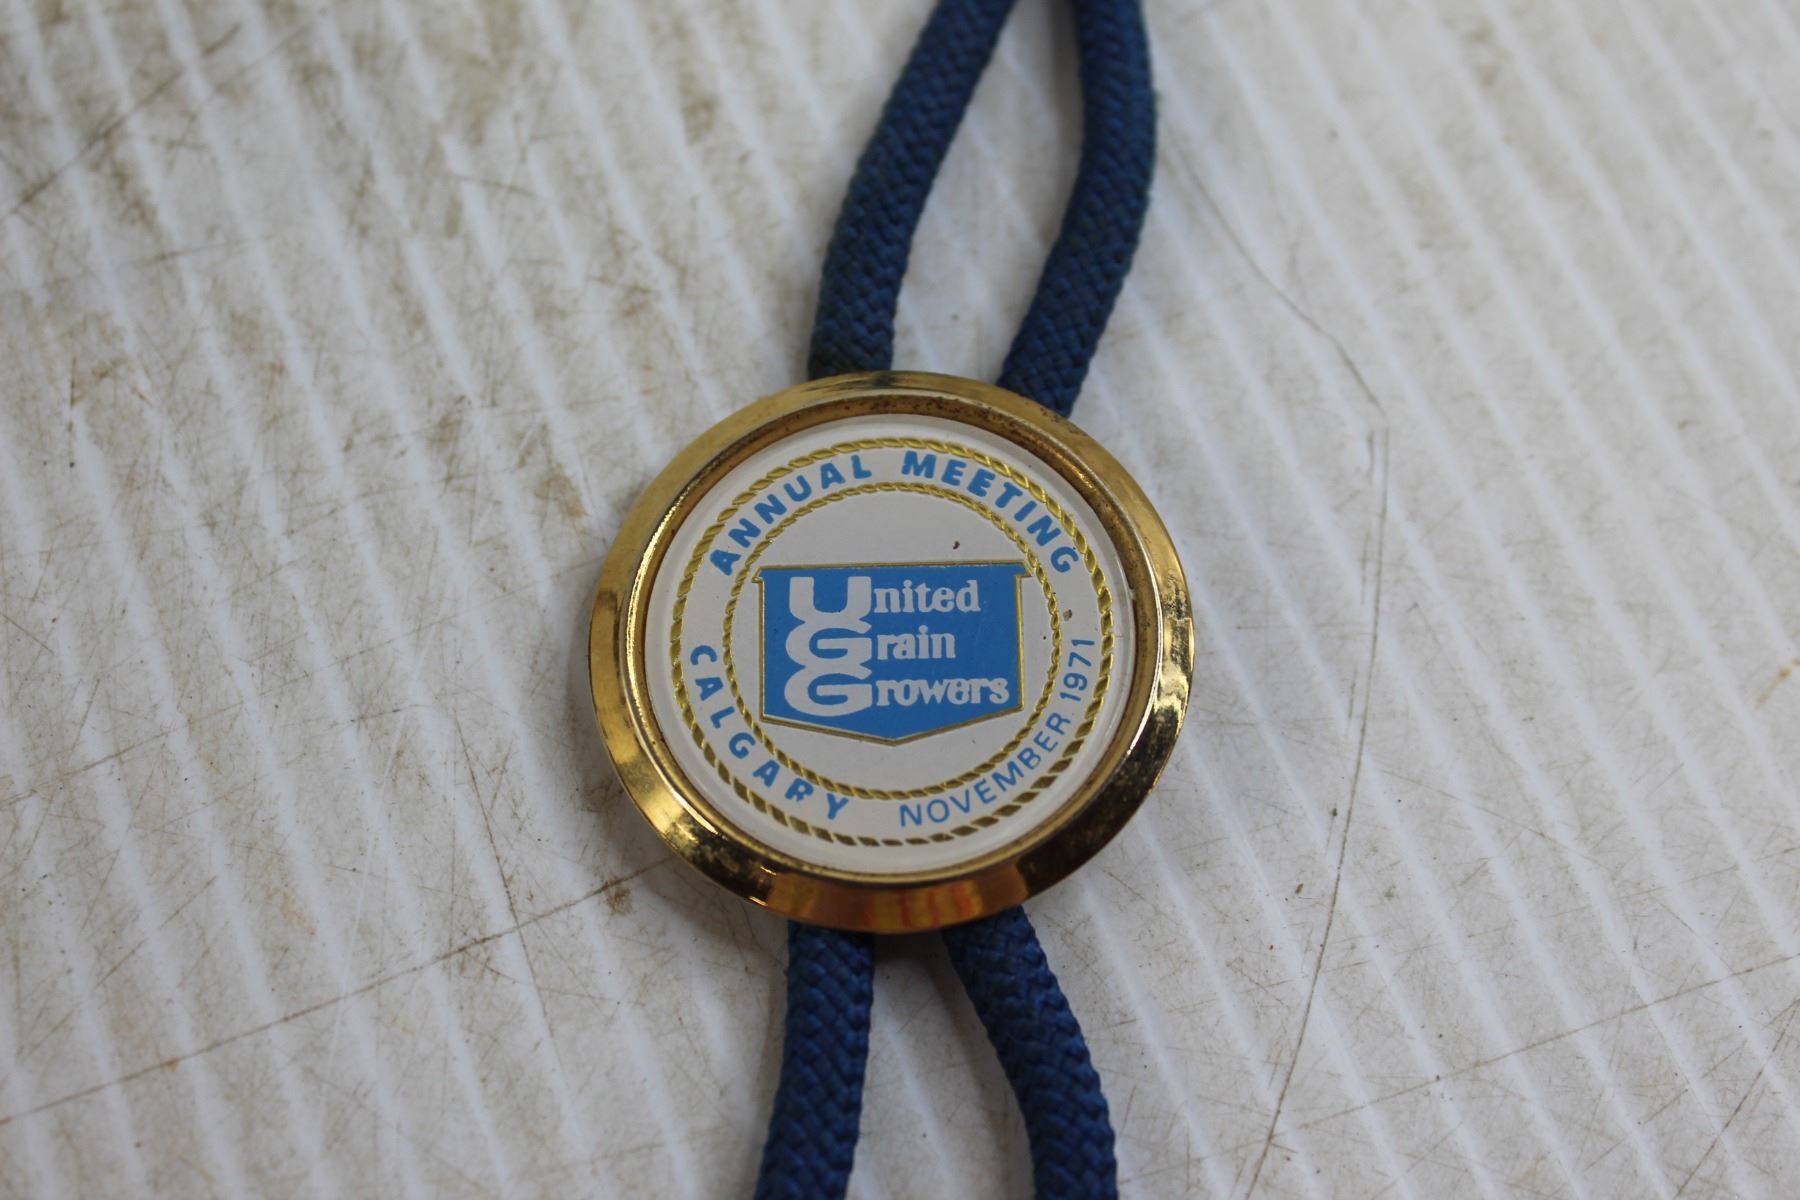 ANNUAL MEETING
United
Grain
Growers
CALGARY
NOVEMBER 1971